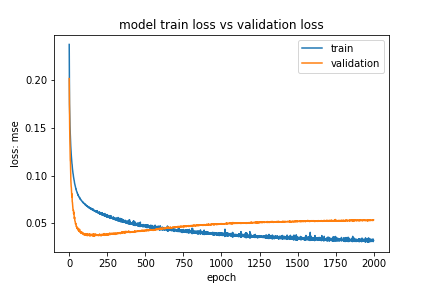 model train loss vs validation loss
train
validation
loss: mse
0.20
0.15
0.10
0.05
0 250 500 750 1000 1250 1500 1750 2000
epoch